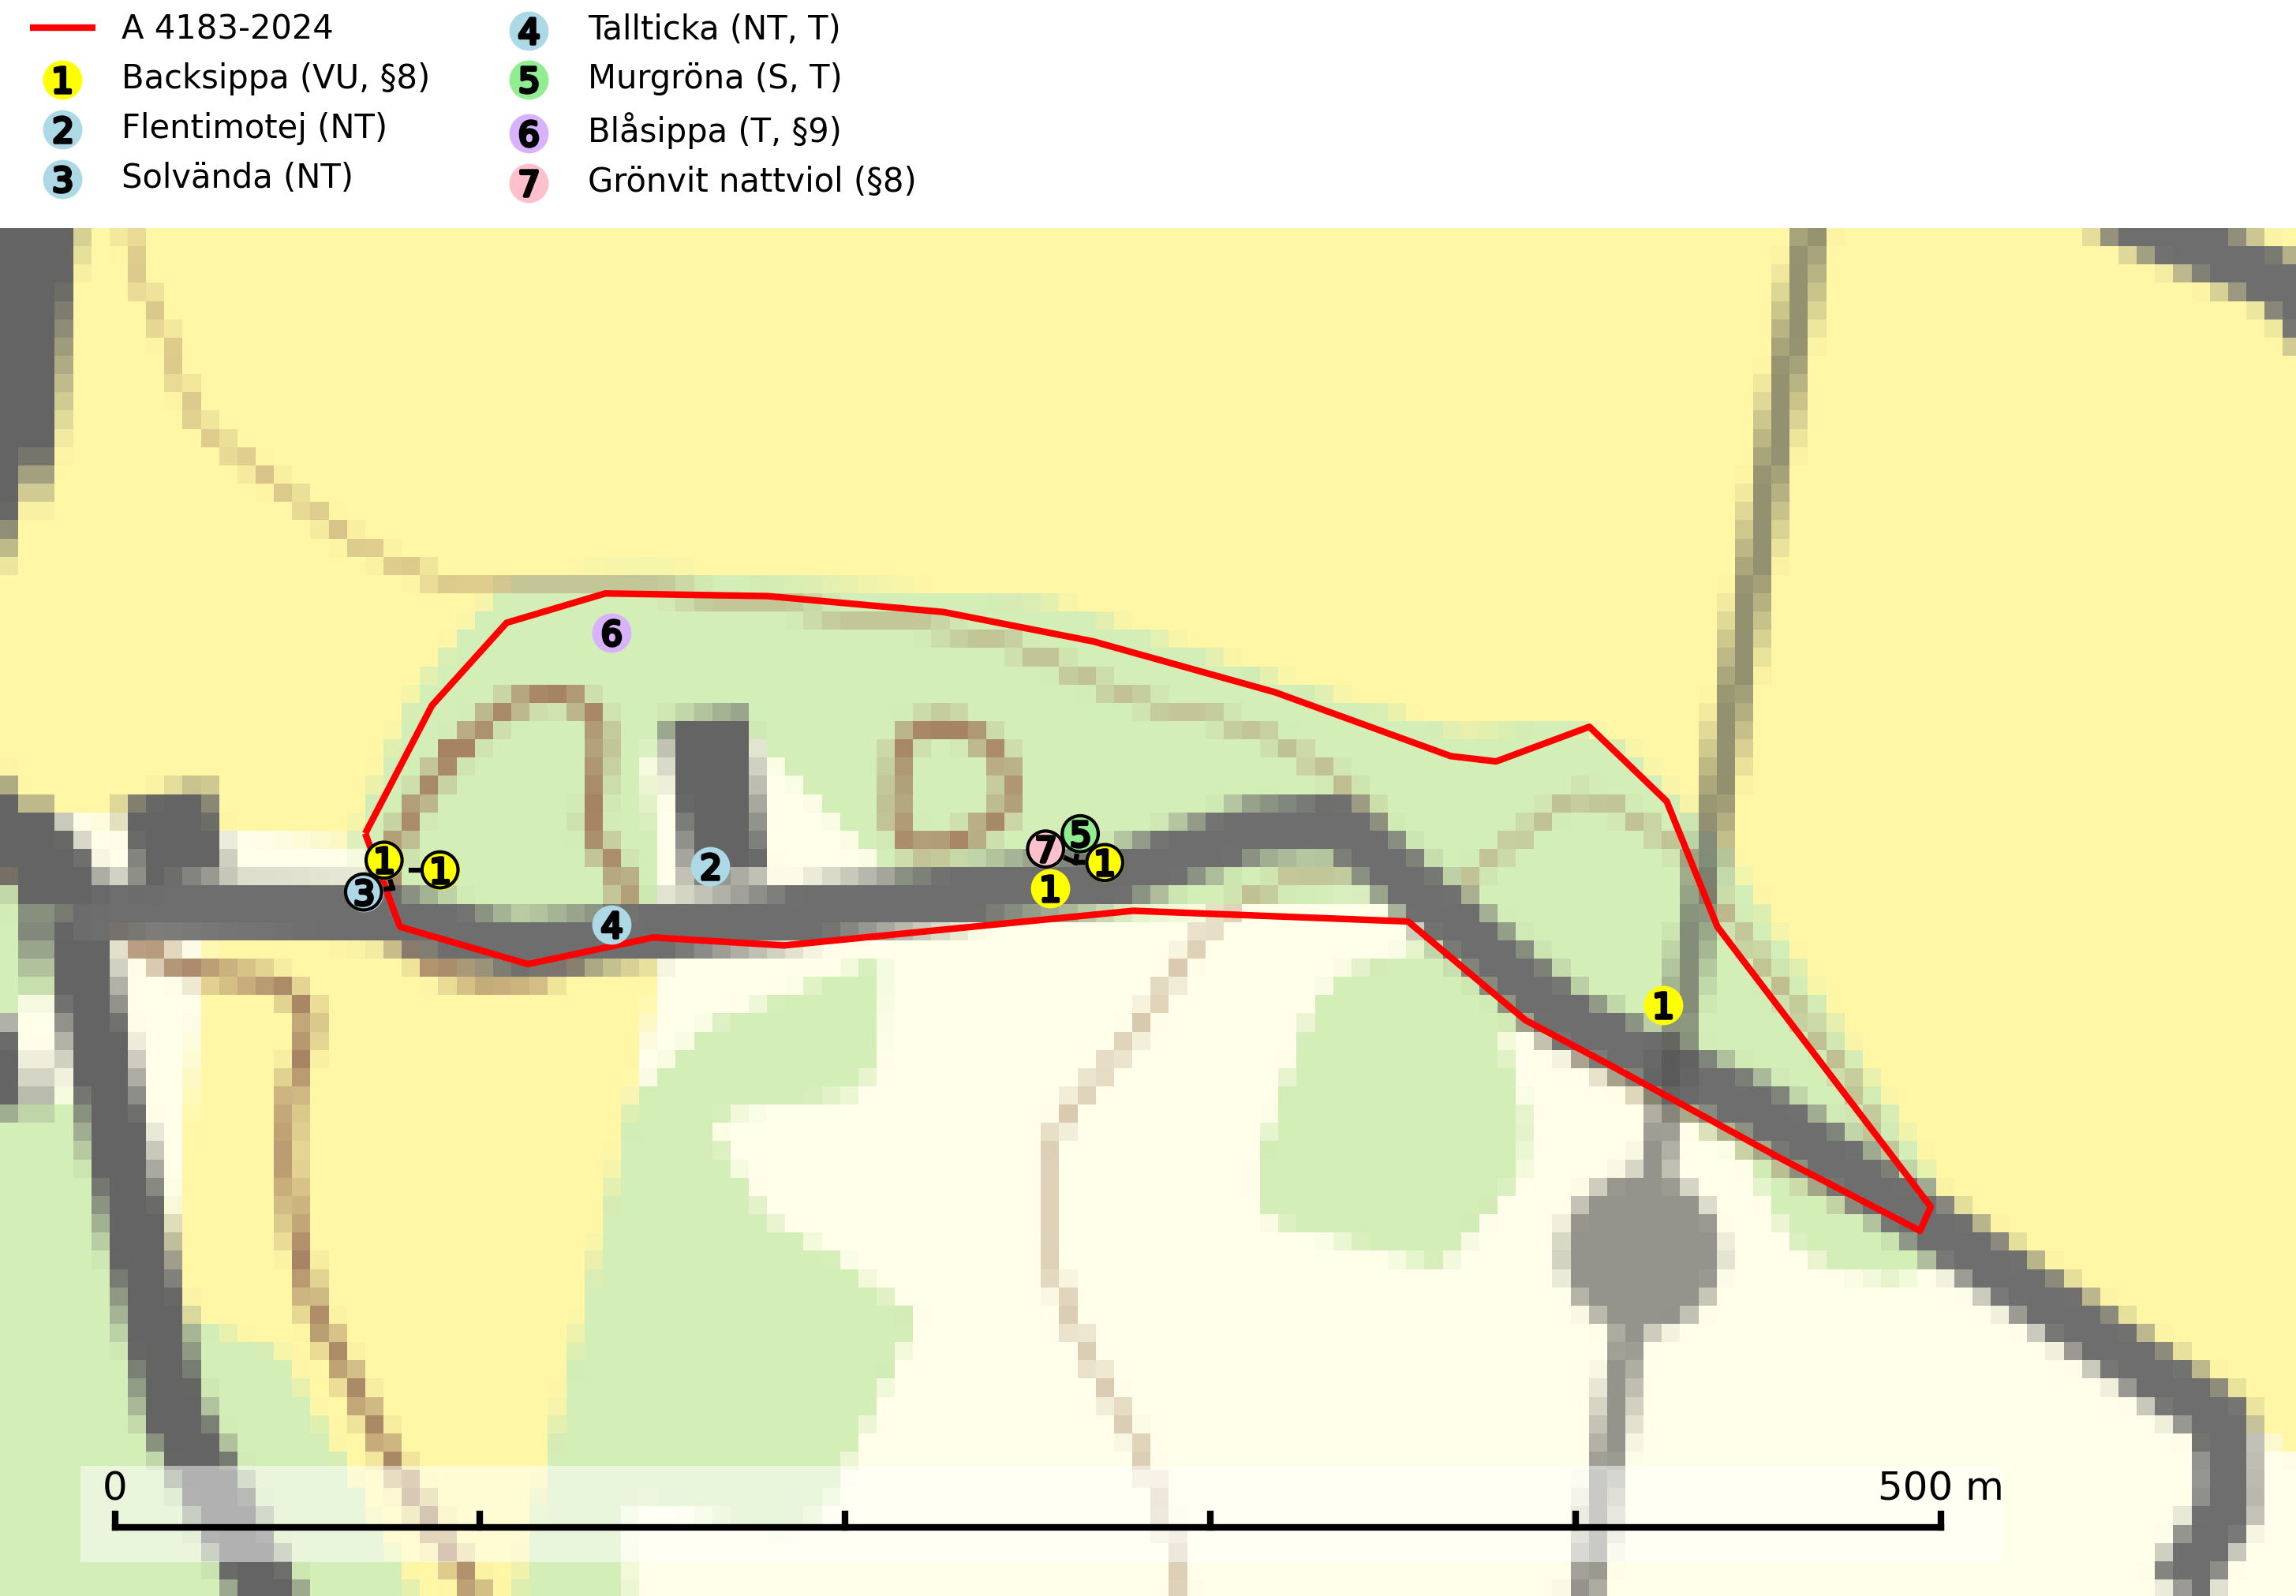 A 4183-2024
1 Backsippa (VU, §8)
2 Flentimotej (NT)
3 Solvända (NT)
4 Tallticka (NT, T)
5 Murgröna (S, T)
6 Blåsippa (T, §9)
7 Grönvit nattviol (§8)
6
5
7
1
1
1
2
1
3
4
1
0
500 m